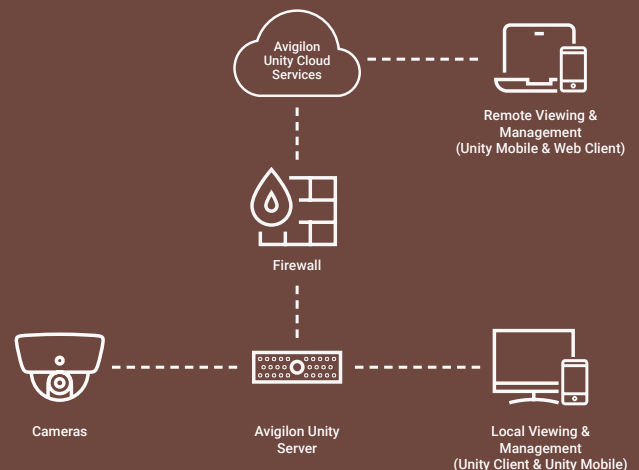 Avigilon
Unity Cloud
Services
Remote Viewing &
Management
(Unity Mobile & Web Client)
Firewall
Cameras
Avigilon Unity
Server
Local Viewing &
Management
(Unity Client & Unity Mobile)